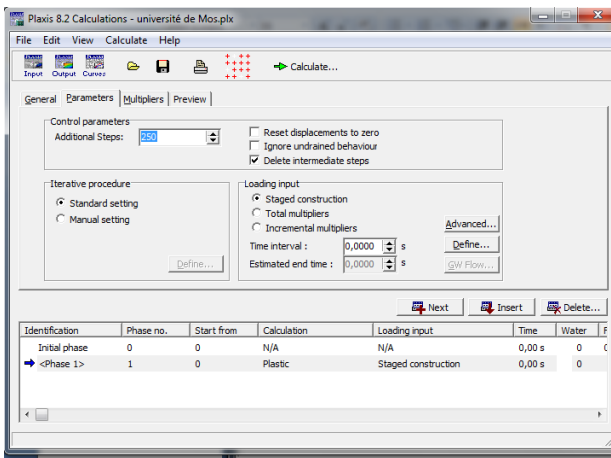 Plaxis 8.2 Calculations - université de Mos.plx
File Edit View Calculate Help
Input Output Curves Calculate...
General Parameters Multipliers Preview
Control parameters
Additional Steps: 250
Reset displacements to zero
Ignore undrained behaviour
Delete intermediate steps
Iterative procedure
Standard setting
Manual setting
Define...
Loading input
Staged construction
Total multipliers
Incremental multipliers
Time interval : 0,0000 s
Estimated end time : 0,0000 s
Advanced...
Define...
GW Flow...
Next Insert Delete...
Identification Phase no. Start from Calculation Loading input Time Water F
Initial phase 0 0 N/A N/A 0,00 s 0 0
<Phase 1> 1 0 Plastic Staged construction 0,00 s 0